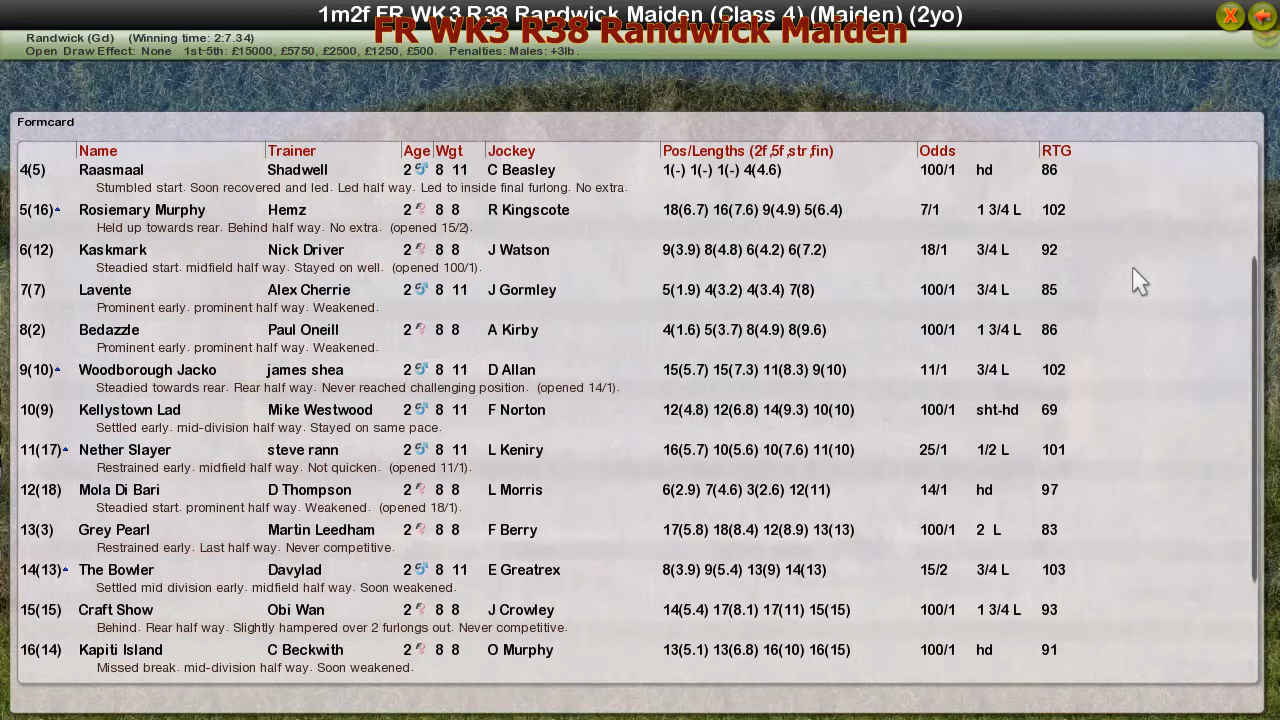 1m2f FR WK3 R38 Randwick Maiden (Class 4) (Maiden) (2yo)
FR WK3 R38 Randwick Maiden
Randwick (Gd) (Winning time: 2:7.34)
Open Draw Effect: None 1st-5th: £15000, £5750, £2500, £1250, £500. Penalties: Males: +3lb.
X
Formcard
Name Trainer Age Wgt Jockey Pos/Lengths (2f,5f,str,fin) Odds RTG
4(5) Raasmaal Shadwell 2 8 11 C Beasley 1(-) 1(-) 1(-) 4(4.6) 100/1 hd 86
Stumbled start. Soon recovered and led. Led half way. Led to inside final furlong. No extra.
5(16) Rosiemary Murphy Hemz 2 8 8 R Kingscote 18(6.7) 16(7.6) 9(4.9) 5(6.4) 7/1 1 3/4 L 102
Held up towards rear. Behind half way. No extra. (opened 15/2).
6(12) Kaskmark Nick Driver 2 8 8 J Watson 9(3.9) 8(4.8) 6(4.2) 6(7.2) 18/1 3/4 L 92
Steadied start. midfield half way. Stayed on well. (opened 100/1).
7(7) Lavente Alex Cherrie 2 8 11 J Gormley 5(1.9) 4(3.2) 4(3.4) 7(8) 100/1 3/4 L 85
Prominent early. prominent half way. Weakened.
8(2) Bedazzle Paul Oneill 2 8 8 A Kirby 4(1.6) 5(3.7) 8(4.9) 8(9.6) 100/1 1 3/4 L 86
Prominent early. prominent half way. Weakened.
9(10) Woodborough Jacko james shea 2 8 11 D Allan 15(5.7) 15(7.3) 11(8.3) 9(10) 11/1 3/4 L 102
Steadied towards rear. Rear half way. Never reached challenging position. (opened 14/1).
10(9) Kellystown Lad Mike Westwood 2 8 11 F Norton 12(4.8) 12(6.8) 14(9.3) 10(10) 100/1 sht-hd 69
Settled early. mid-division half way. Stayed on same pace.
11(17) Nether Slayer steve rann 2 8 11 L Keniry 16(5.7) 10(5.6) 10(7.6) 11(10) 25/1 1/2 L 101
Restrained early. midfield half way. Not quicken. (opened 11/1).
12(18) Mola Di Bari D Thompson 2 8 8 L Morris 6(2.9) 7(4.6) 3(2.6) 12(11) 14/1 hd 97
Steadied start. prominent half way. Weakened. (opened 18/1).
13(3) Grey Pearl Martin Leedham 2 8 8 F Berry 17(5.8) 18(8.4) 12(8.9) 13(13) 100/1 2 L 83
Restrained early. Last half way. Never competitive.
14(13) The Bowler Davylad 2 8 11 E Greatrex 8(3.9) 9(5.4) 13(9) 14(13) 15/2 3/4 L 103
Settled mid division early. midfield half way. Soon weakened.
15(15) Craft Show Obi Wan 2 8 8 J Crowley 14(5.4) 17(8.1) 17(11) 15(15) 100/1 1 3/4 L 93
Behind. Rear half way. Slightly hampered over 2 furlongs out. Never competitive.
16(14) Kapiti Island C Beckwith 2 8 8 O Murphy 13(5.1) 13(6.8) 16(10) 16(15) 100/1 hd 91
Missed break. mid-division half way. Soon weakened.